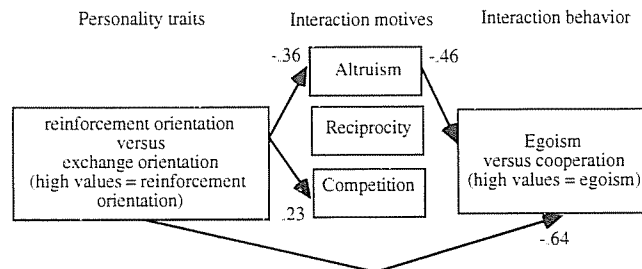 Personality traits
Interaction motives
Interaction behavior
-.36
Altruism
-.46
reinforcement orientation
versus
exchange orientation
(high values = reinforcement
orientation)
Reciprocity
Egoism
versus cooperation
(high values = egoism)
Competition
.23
-.64